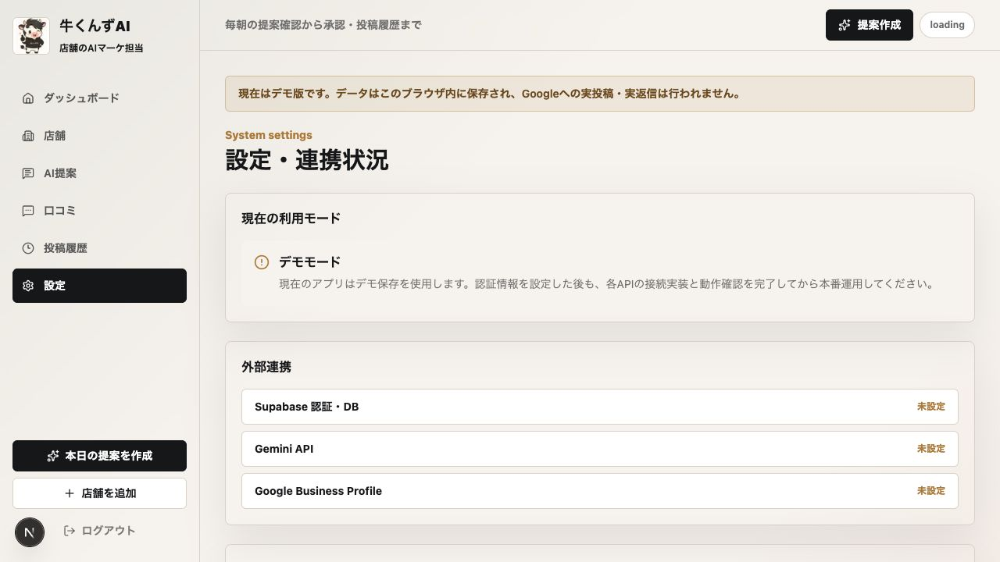 牛くんずAI
店舗のAIマーケ担当
ダッシュボード
店舗
AI提案
口コミ
投稿履歴
設定
本日の提案を作成
店舗を追加
N
ログアウト
毎朝の提案確認から承認・投稿履歴まで
提案作成
loading
現在はデモ版です。データはこのブラウザ内に保存され、Googleへの実投稿・実返信は行われません。
System settings
設定・連携状況
現在の利用モード
デモモード
現在のアプリはデモ保存を使用します。認証情報を設定した後も、各APIの接続実装と動作確認を完了してから本番運用してください。
外部連携
Supabase 認証・DB
未設定
Gemini API
未設定
Google Business Profile
未設定